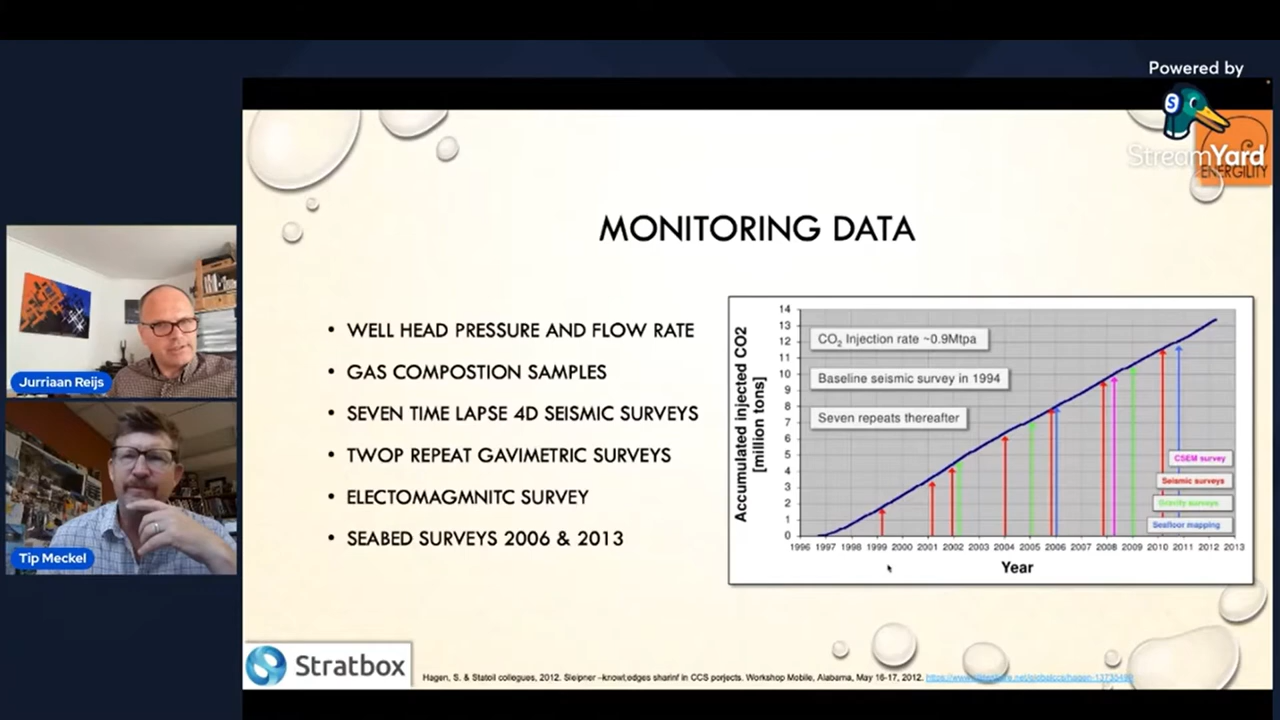 Powered by
S
StreamYard
ENERGILITY
MONITORING DATA
• WELL HEAD PRESSURE AND FLOW RATE
• GAS COMPOSTION SAMPLES
• SEVEN TIME LAPSE 4D SEISMIC SURVEYS
• TWOP REPEAT GAVIMETRIC SURVEYS
• ELECTOMAGMNITC SURVEY
• SEABED SURVEYS 2006 & 2013
Accumulated injected CO2
[million tons]
14
13
12
11
10
9
8
7
6
5
4
3
2
1
0
CO₂ Injection rate ~0.9Mtpa
Baseline seismic survey in 1994
Seven repeats thereafter
CSEM survey
Seismic surveys
Gravity surveys
Seafloor mapping
1996 1997 1998 1999 2000 2001 2002 2003 2004 2005 2006 2007 2008 2009 2010 2011 2012 2013
Year
Jurriaan Reijs
Tip Meckel
Stratbox
Hagen, S. & Statoil collegues, 2012. Sleipner –knowl;edges sharinf in CCS porjects. Workshop Mobile, Alabama, May 16-17, 2012.